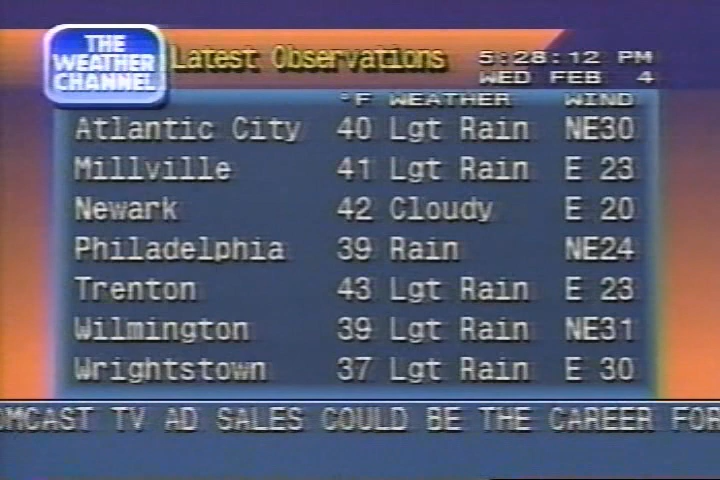 THE
WEATHER
CHANNEL
Latest Observations
5:28:12 PM
WED FEB 4
°F WEATHER WIND
Atlantic City 40 Lgt Rain NE30
Millville 41 Lgt Rain E 23
Newark 42 Cloudy E 20
Philadelphia 39 Rain NE24
Trenton 43 Lgt Rain E 23
Wilmington 39 Lgt Rain NE31
Wrightstown 37 Lgt Rain E 30
OMCAST TV AD SALES COULD BE THE CAREER FOR